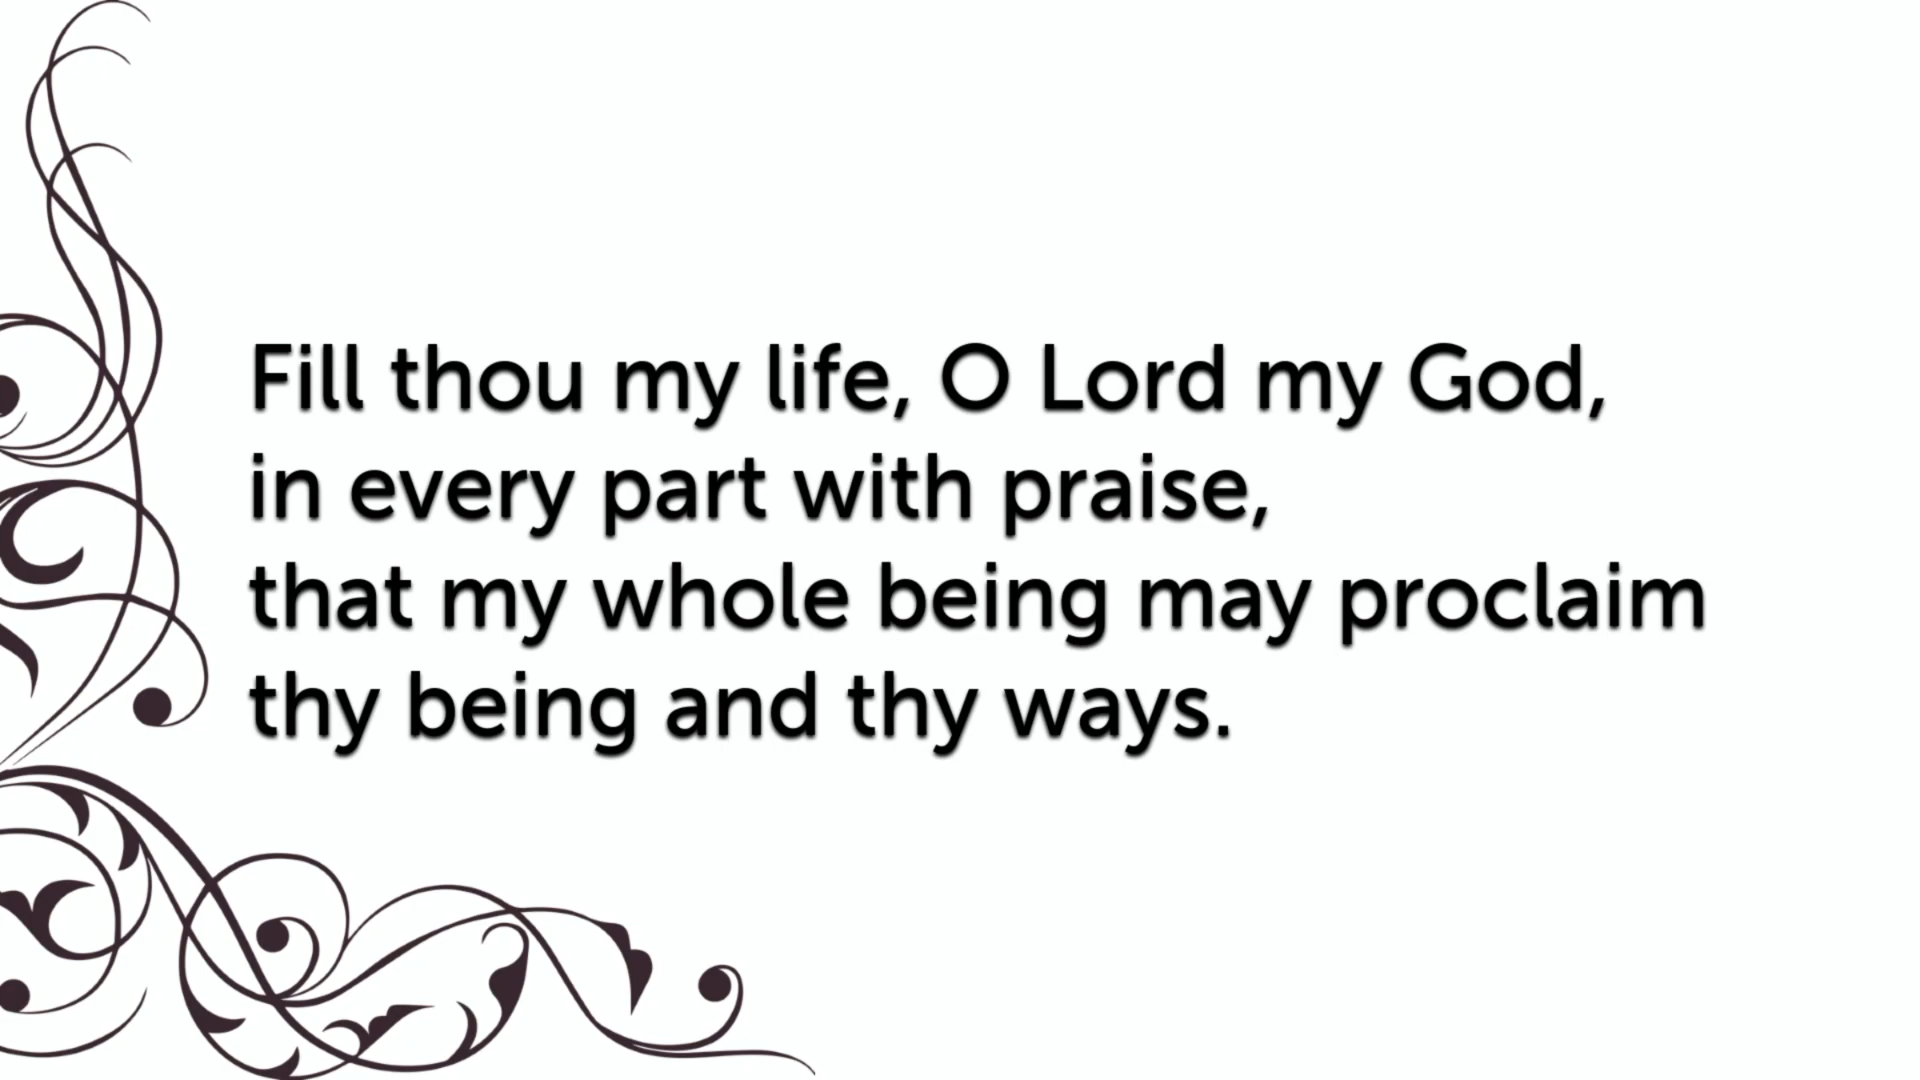 Fill thou my life, O Lord my God,
in every part with praise,
that my whole being may proclaim
thy being and thy ways.